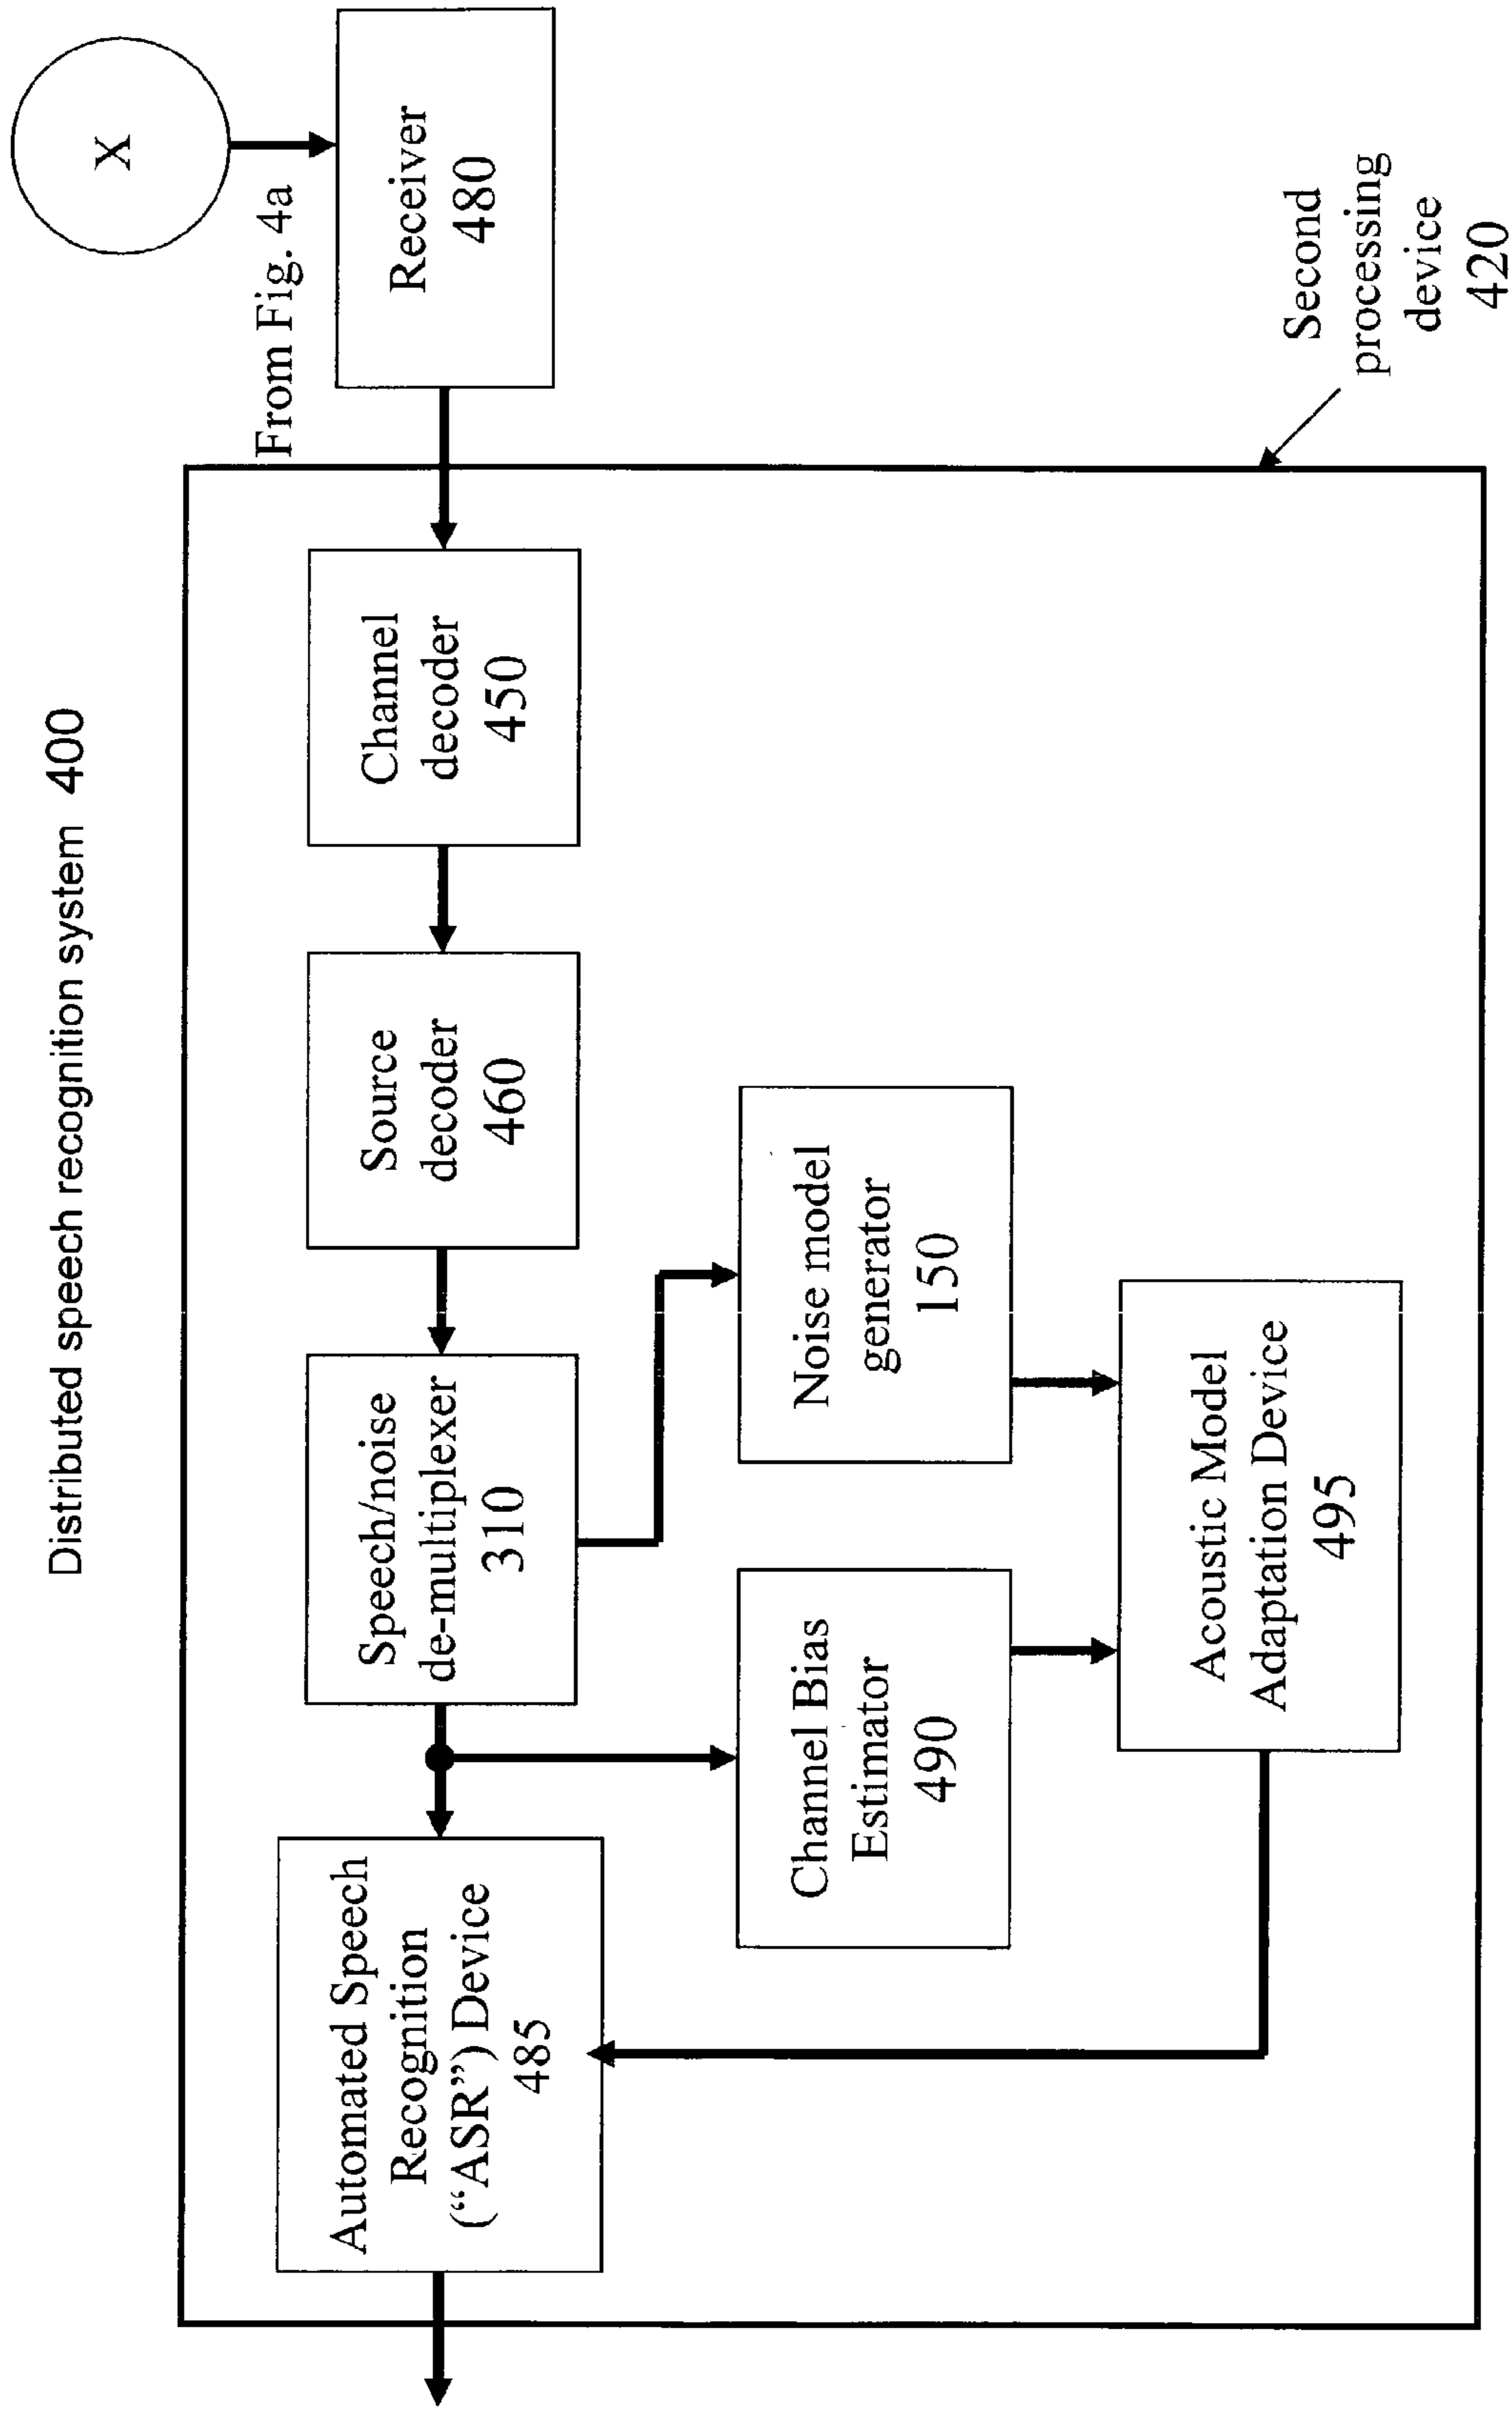 Distributed speech recognition system 400
X
From Fig. 4a
Receiver
480
Channel
decoder
450
Source
decoder
460
Speech/noise
de-multiplexer
310
Automated Speech
Recognition
(“ASR”) Device
485
Noise model
generator
150
Channel Bias
Estimator
490
Acoustic Model
Adaptation Device
495
Second
processing
device
420